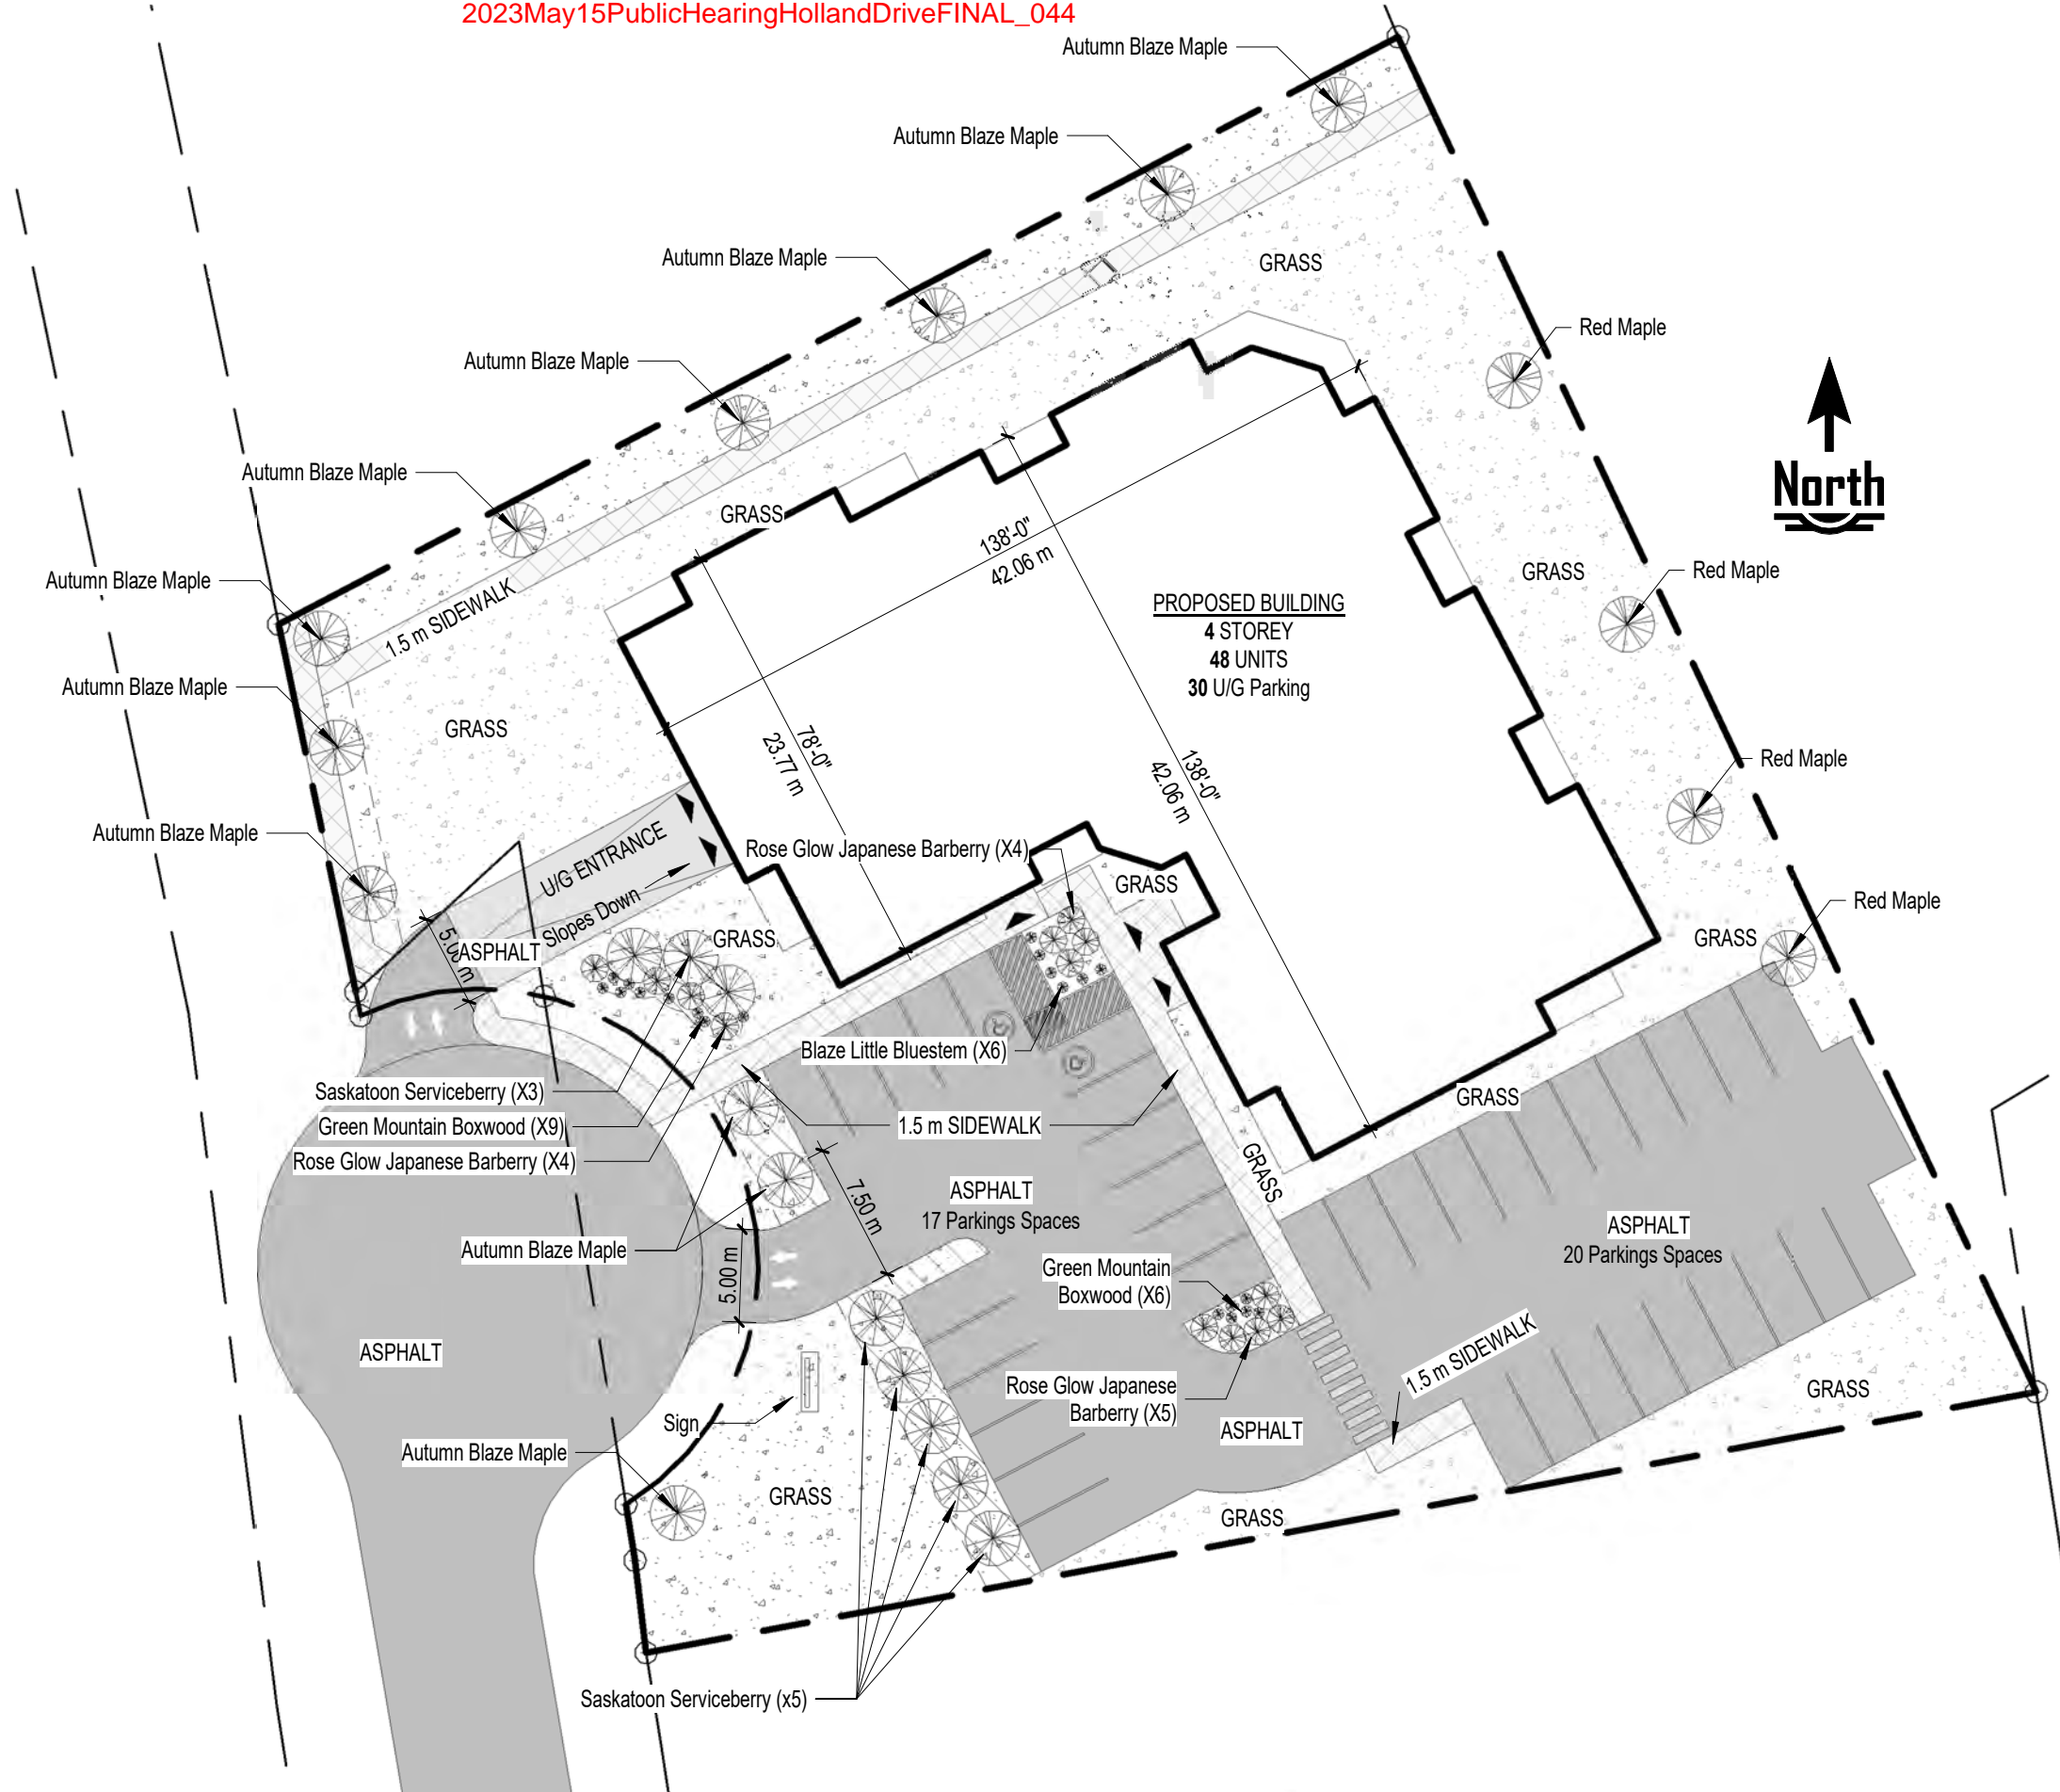 2023May15PublicHearingHollandDriveFINAL_044
Autumn Blaze Maple
Autumn Blaze Maple
Autumn Blaze Maple
GRASS
Red Maple
Autumn Blaze Maple
North
Autumn Blaze Maple
GRASS
138'-0"
42.06 m
Autumn Blaze Maple
1.5 m SIDEWALK
GRASS
Red Maple
PROPOSED BUILDING
4 STOREY
48 UNITS
30 U/G Parking
Autumn Blaze Maple
GRASS
78'-0"
23.77 m
138'-0"
42.06 m
Red Maple
Autumn Blaze Maple
U/G ENTRANCE
Slopes Down
Rose Glow Japanese Barberry (X4)
GRASS
Red Maple
5.00 m
ASPHALT
GRASS
GRASS
Blaze Little Bluestem (X6)
Saskatoon Serviceberry (X3)
Green Mountain Boxwood (X9)
Rose Glow Japanese Barberry (X4)
1.5 m SIDEWALK
GRASS
GRASS
7.50 m
ASPHALT
17 Parkings Spaces
ASPHALT
20 Parkings Spaces
Autumn Blaze Maple
5.00 m
Green Mountain
Boxwood (X6)
ASPHALT
1.5 m SIDEWALK
Rose Glow Japanese
Barberry (X5)
GRASS
Sign
ASPHALT
Autumn Blaze Maple
GRASS
GRASS
Saskatoon Serviceberry (x5)